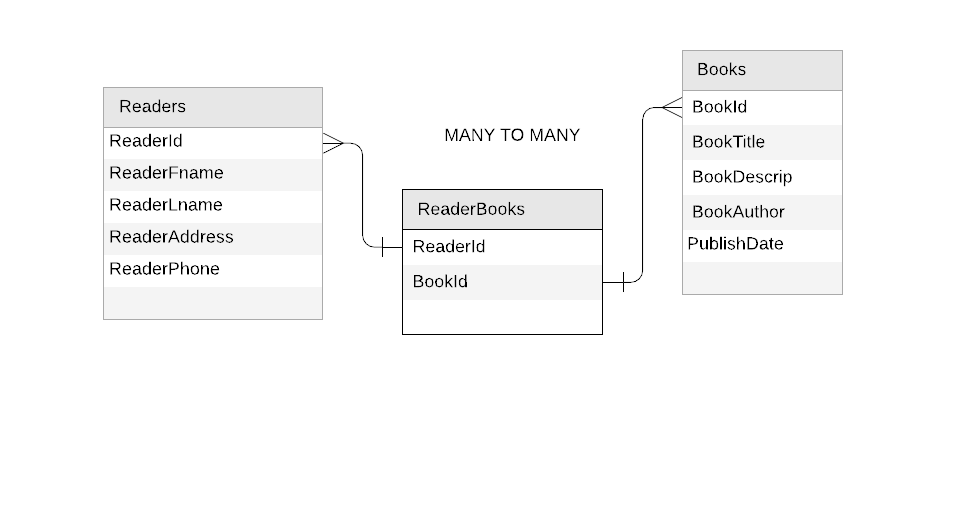 Readers
ReaderId
ReaderFname
ReaderLname
ReaderAddress
ReaderPhone
MANY TO MANY
ReaderBooks
ReaderId
BookId
Books
BookId
BookTitle
BookDescrip
BookAuthor
PublishDate